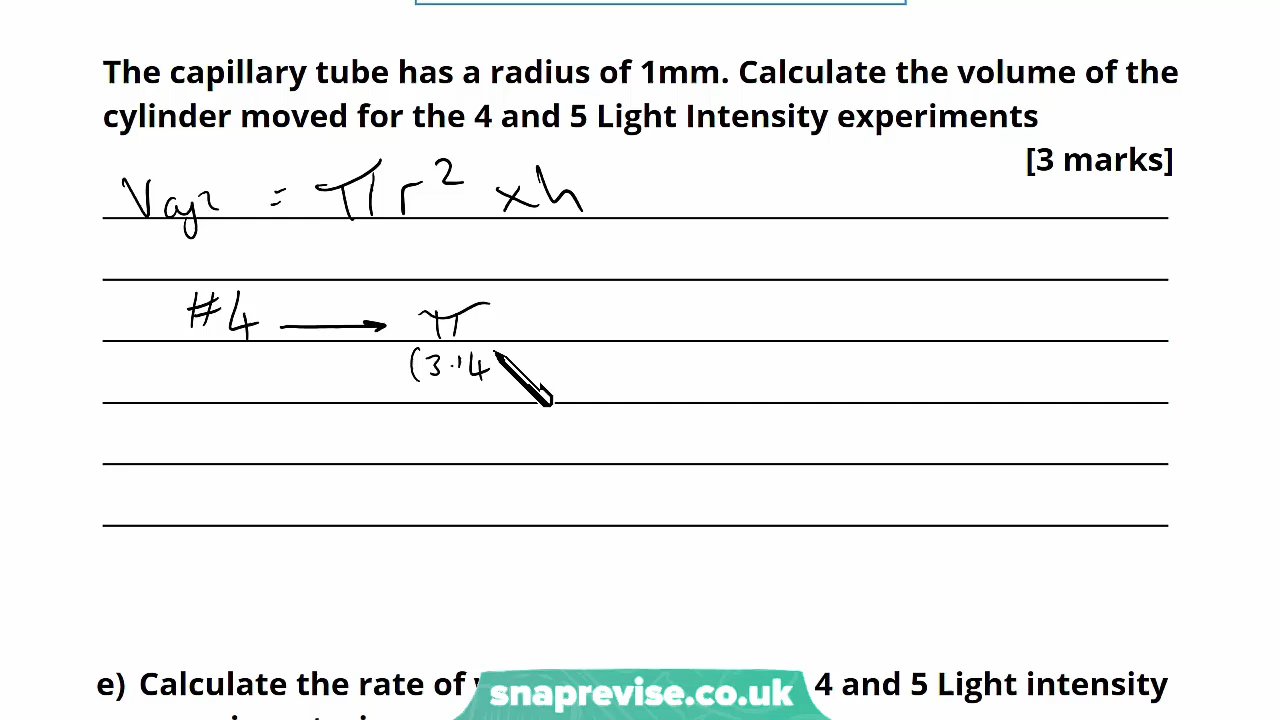 The capillary tube has a radius of 1mm. Calculate the volume of the
cylinder moved for the 4 and 5 Light Intensity experiments
[3 marks]
Vcyl = πr² × h
#4 → π
(3.14
e) Calculate the rate of 4 and 5 Light intensity
snaprevise.co.uk